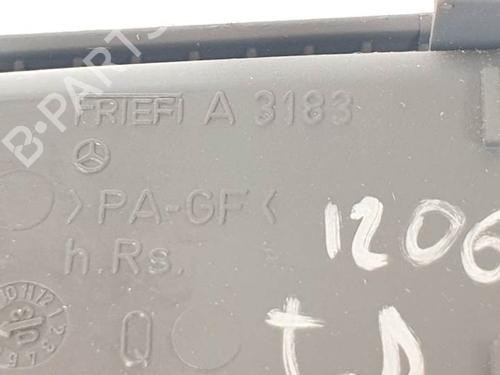 FRIEFI A 3183
>PA-GF<
h.Rs.
Q
1206
B-PARTS